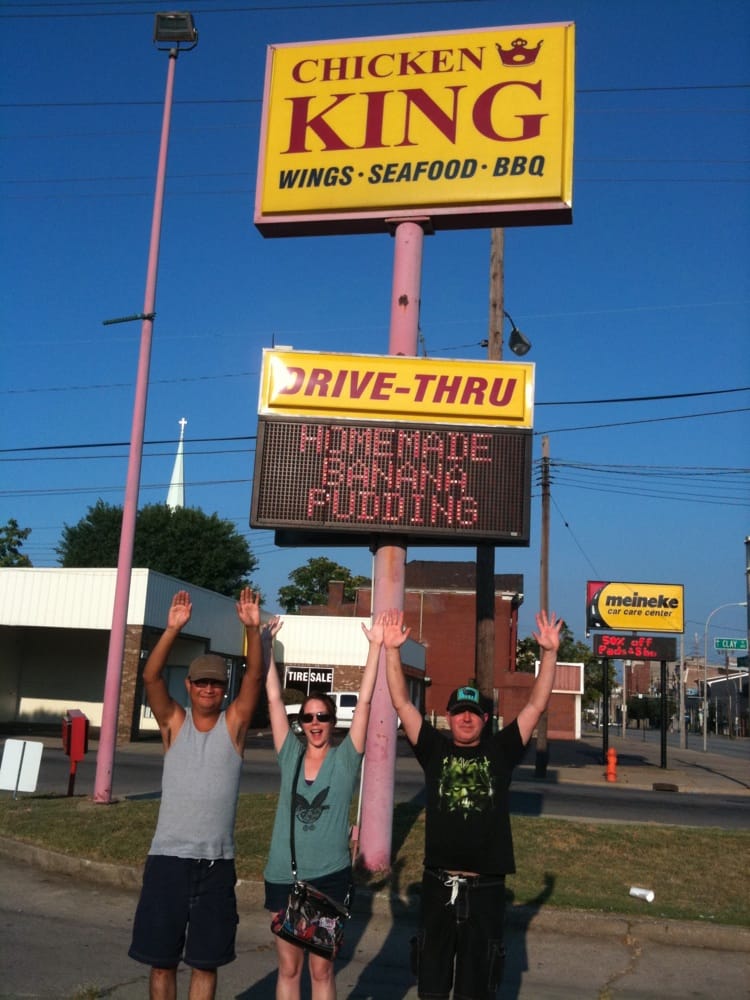 CHICKEN
KING
WINGS · SEAFOOD · BBQ
DRIVE-THRU
HOMEMADE
BANANA
PUDDING
meineke
car care center
50% off
Pads & Sho
TIRE SALE
CLAY